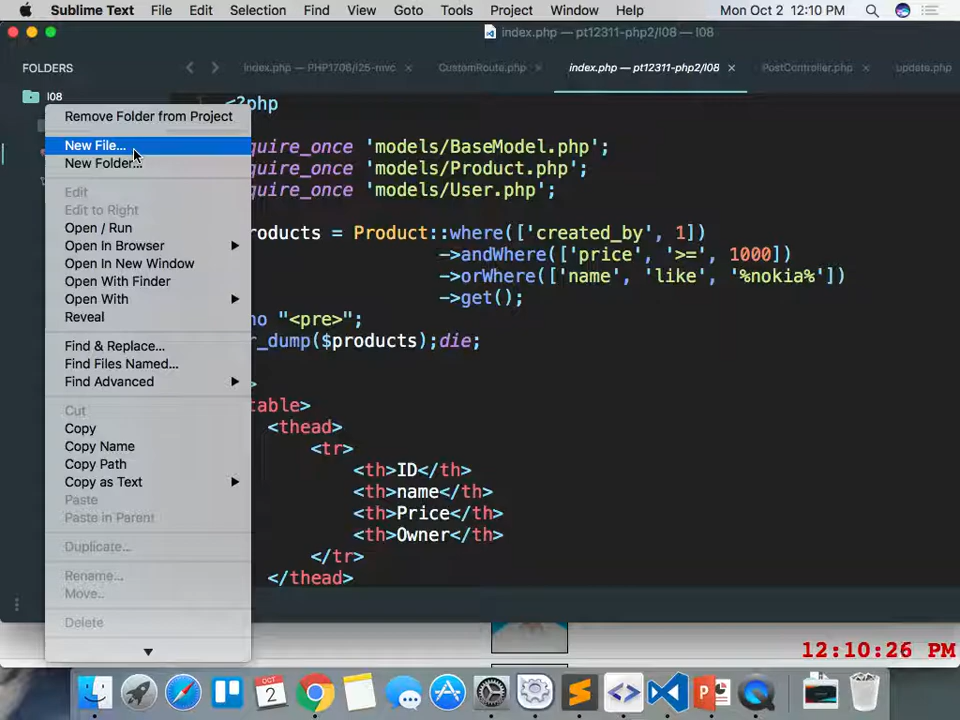 Sublime Text File Edit Selection Find View Goto Tools Project Window Help Mon Oct 2 12:10 PM
index.php — pt12311-php2/l08 — l08
FOLDERS
index.php — PHP1706/l25-mvc × CustomRoute.php × index.php — pt12311-php2/l08 × PostController.php × update.php
l08
1 <?php
quire_once 'models/BaseModel.php';
quire_once 'models/Product.php';
quire_once 'models/User.php';
roducts = Product::where(['created_by', 1])
->andWhere(['price', '>=', 1000])
->orWhere(['name', 'like', '%nokia%'])
->get();
ho "<pre>";
r_dump($products);die;
>
table>
<thead>
<tr>
<th>ID</th>
<th>name</th>
<th>Price</th>
<th>Owner</th>
</tr>
</thead>
Remove Folder from Project
New File...
New Folder...
Edit
Edit to Right
Open / Run
Open In Browser
Open In New Window
Open With Finder
Open With
Reveal
Find & Replace...
Find Files Named...
Find Advanced
Cut
Copy
Copy Name
Copy Path
Copy as Text
Paste
Paste in Parent
Duplicate...
Rename...
Move..
Delete
12:10:26 PM
OCT
2